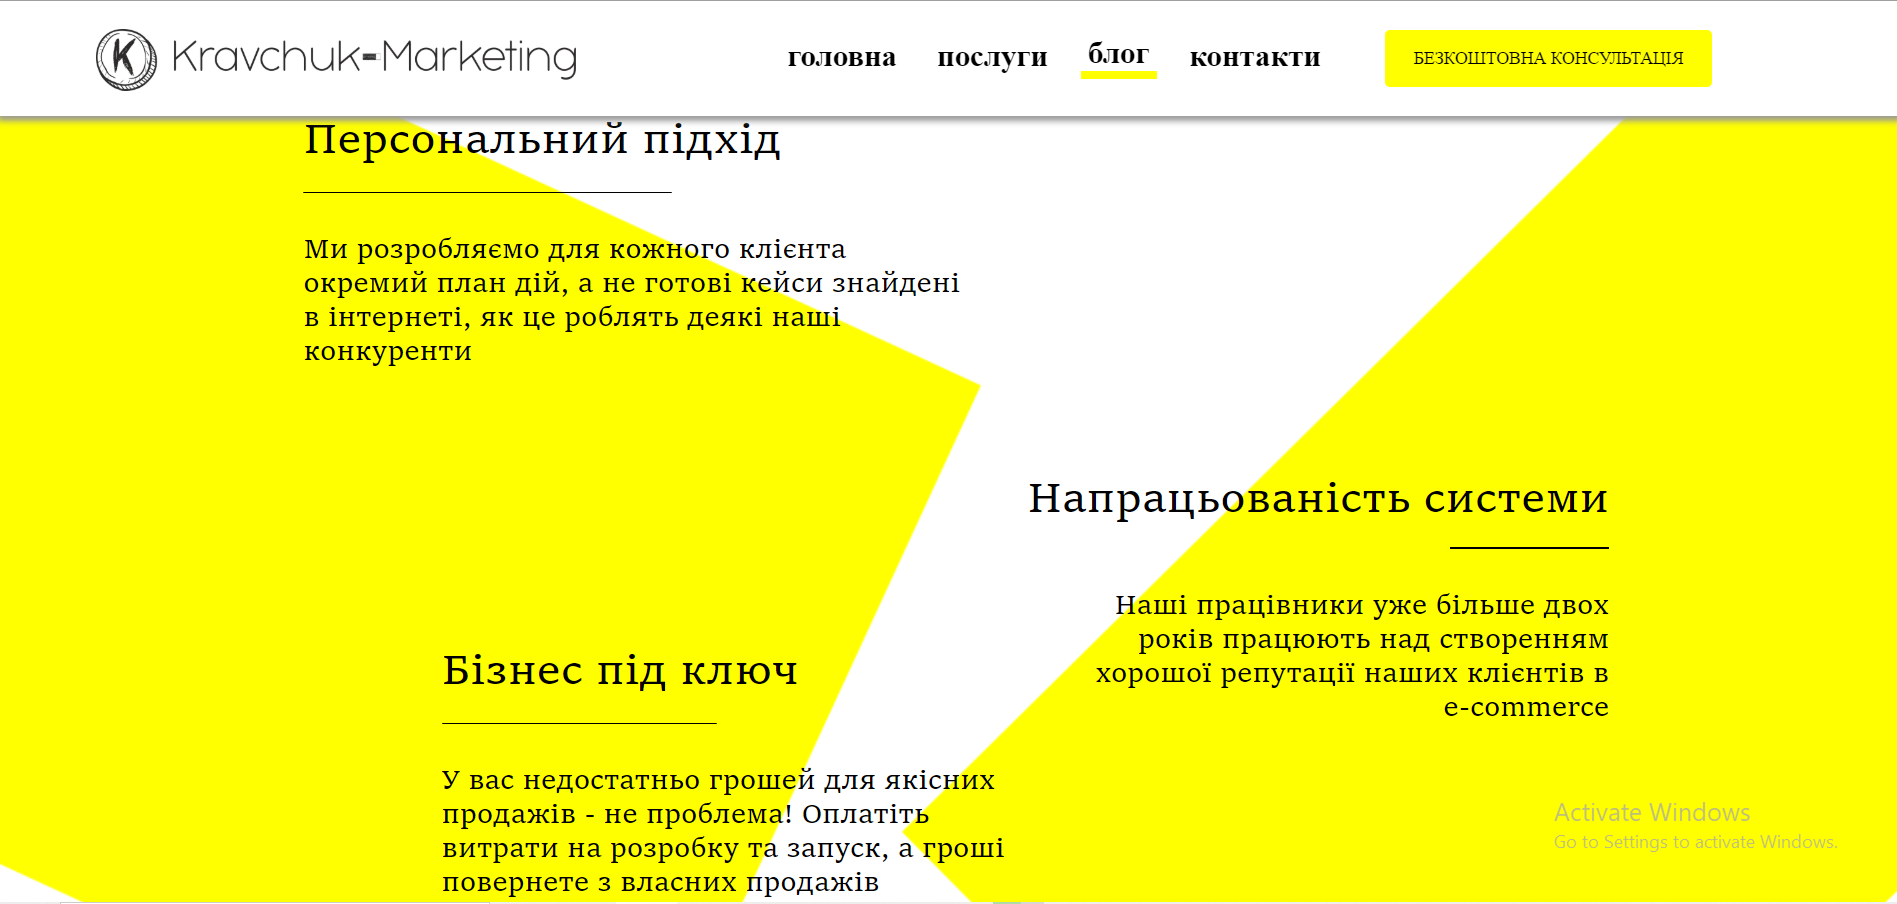 K Kravchuk-Marketing
головна послуги блог контакти БЕЗКОШТОВНА КОНСУЛЬТАЦІЯ
Персональний підхід
Ми розробляємо для кожного клієнта
окремий план дій, а не готові кейси знайдені
в інтернеті, як це роблять деякі наші
конкуренти
Напрацьованість системи
Наші працівники уже більше двох
років працюють над створенням
хорошої репутації наших клієнтів в
e-commerce
Бізнес під ключ
У вас недостатньо грошей для якісних
продажів - не проблема! Оплатіть
витрати на розробку та запуск, а гроші
повернете з власних продажів
Activate Windows
Go to Settings to activate Windows.